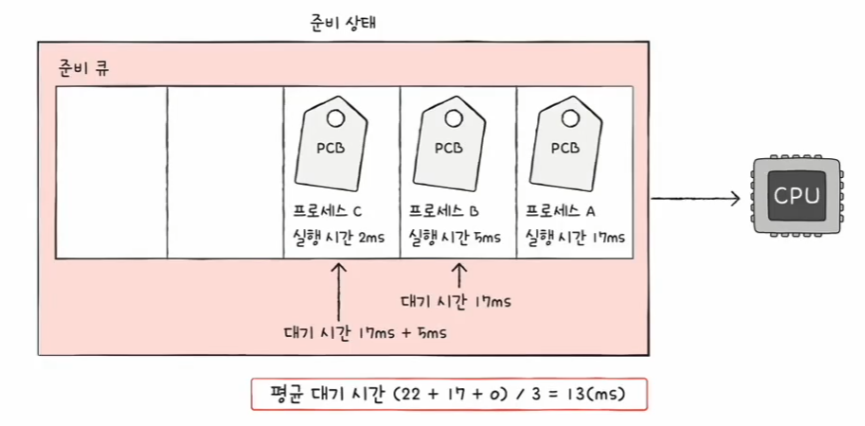 준비 상태
준비 큐
PCB
PCB
PCB
프로세스 C
실행 시간 2ms
프로세스 B
실행 시간 5ms
프로세스 A
실행 시간 17ms
CPU
대기 시간 17ms
대기 시간 17ms + 5ms
평균 대기 시간 (22 + 17 + 0) / 3 = 13(ms)